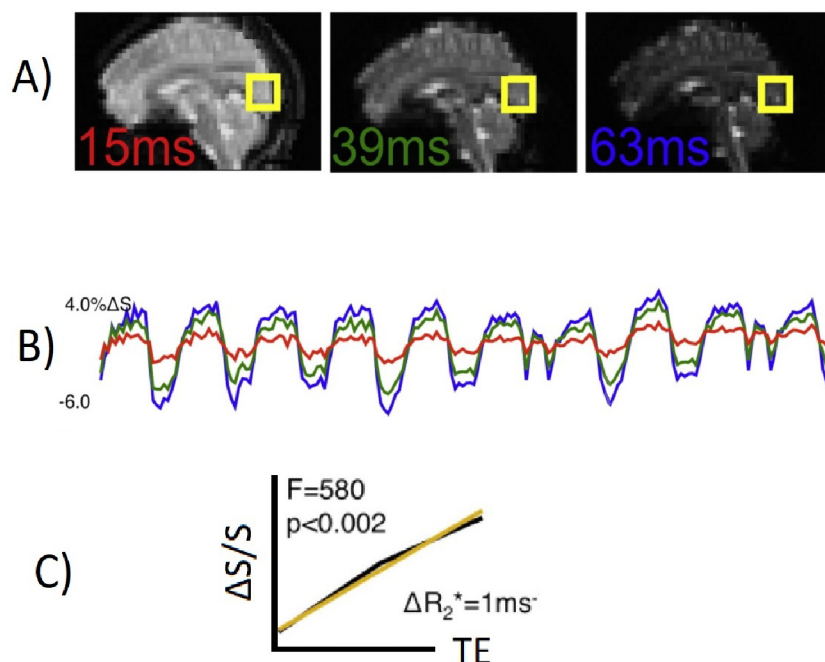 A)
15ms
39ms
63ms
4.0%ΔS
B)
-6.0
F=580
p<0.002
C)
ΔS/S
ΔR₂*=1ms⁻
TE